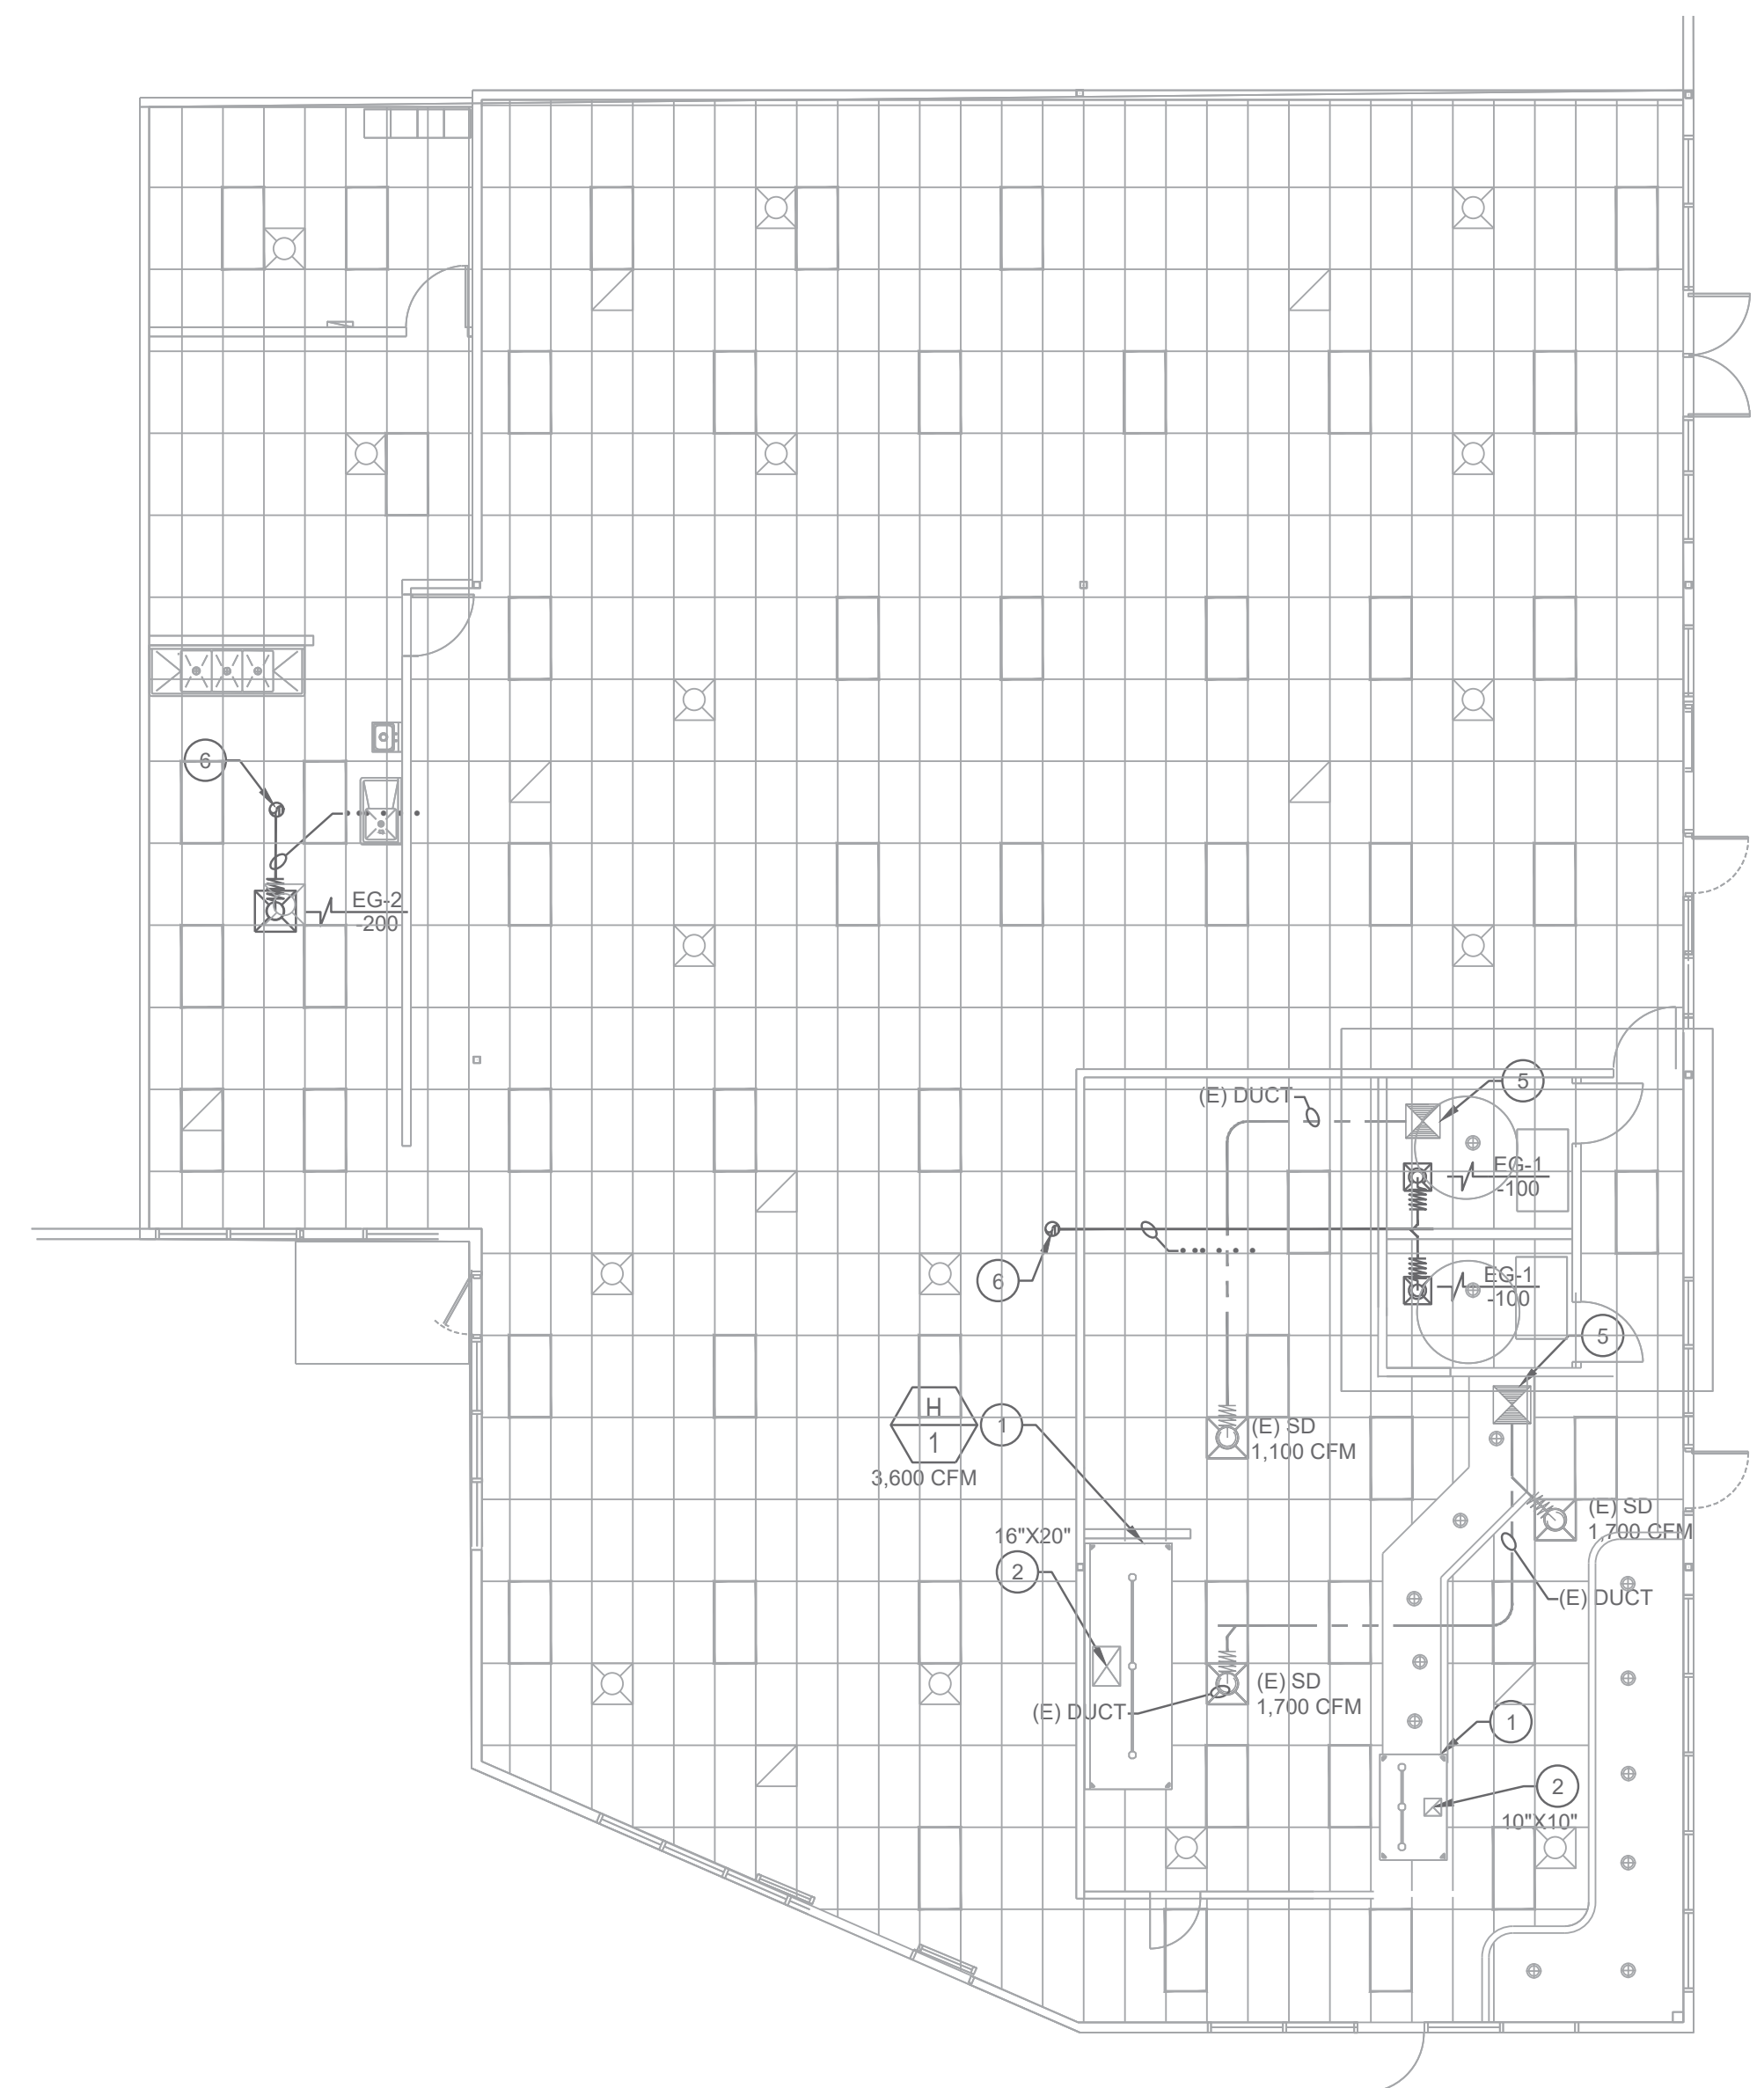 6
EG-2
-200
(E) DUCT
5
EG-1
-100
6
EG-1
-100
5
H
1
3,600 CFM
1
(E) SD
1,100 CFM
(E) SD
1,700 CFM
16"X20"
2
(E) DUCT
(E) SD
1,700 CFM
(E) DUCT
1
2
10"X10"